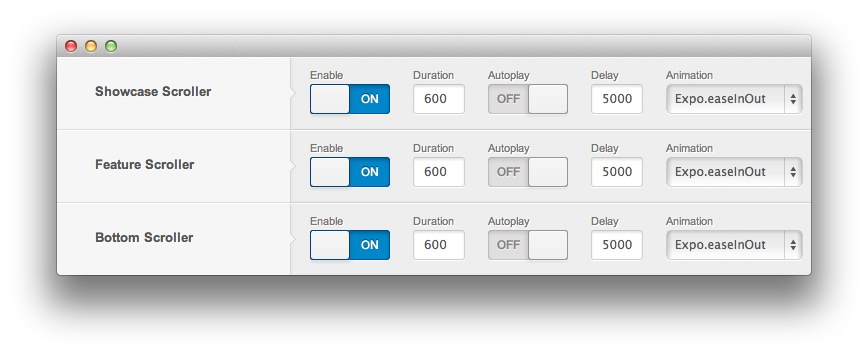 Enable Duration Autoplay Delay Animation
Showcase Scroller ON 600 OFF 5000 Expo.easeInOut
Enable Duration Autoplay Delay Animation
Feature Scroller ON 600 OFF 5000 Expo.easeInOut
Enable Duration Autoplay Delay Animation
Bottom Scroller ON 600 OFF 5000 Expo.easeInOut